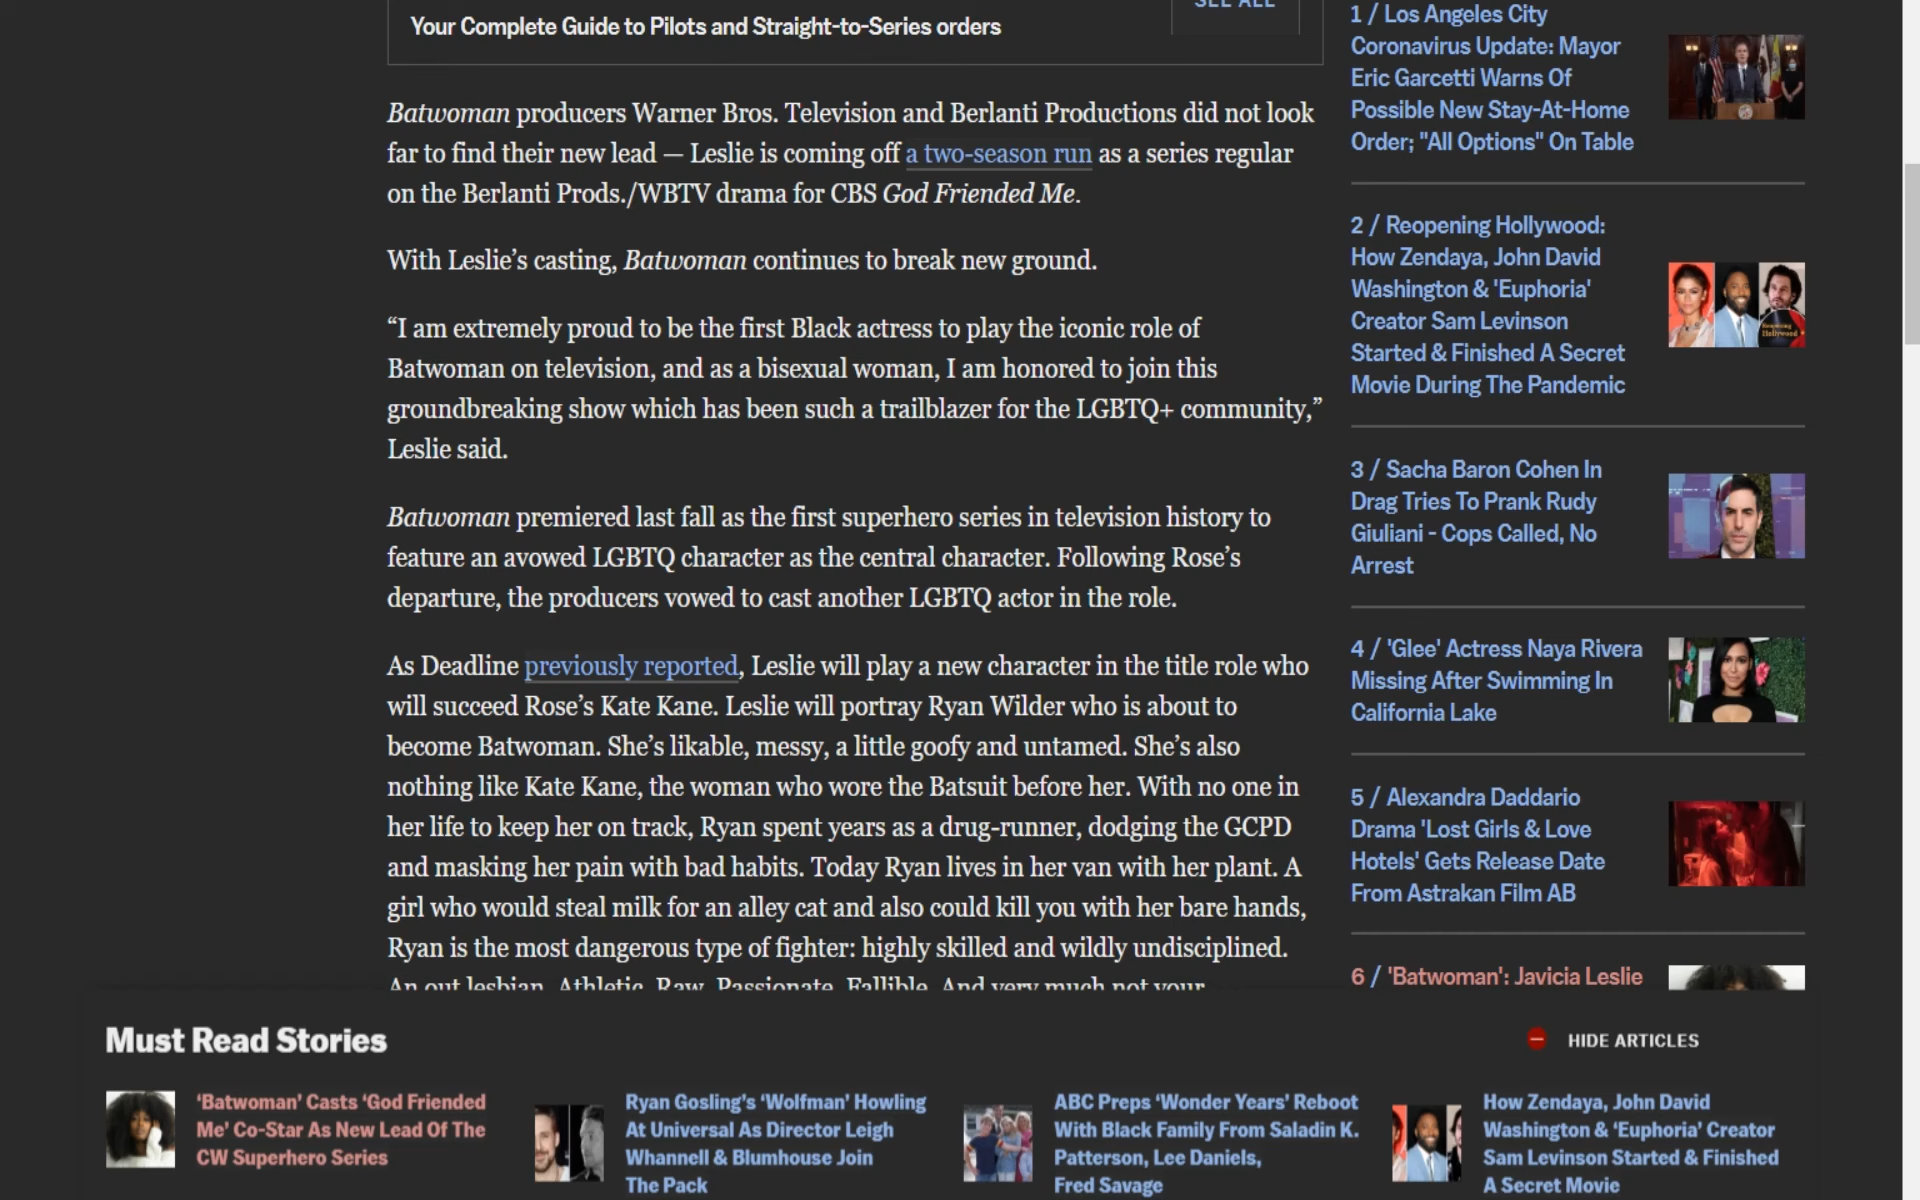 Your Complete Guide to Pilots and Straight-to-Series orders
SEE ALL
Batwoman producers Warner Bros. Television and Berlanti Productions did not look
far to find their new lead — Leslie is coming off a two-season run as a series regular
on the Berlanti Prods./WBTV drama for CBS God Friended Me.
With Leslie’s casting, Batwoman continues to break new ground.
“I am extremely proud to be the first Black actress to play the iconic role of
Batwoman on television, and as a bisexual woman, I am honored to join this
groundbreaking show which has been such a trailblazer for the LGBTQ+ community,”
Leslie said.
Batwoman premiered last fall as the first superhero series in television history to
feature an avowed LGBTQ character as the central character. Following Rose’s
departure, the producers vowed to cast another LGBTQ actor in the role.
As Deadline previously reported, Leslie will play a new character in the title role who
will succeed Rose’s Kate Kane. Leslie will portray Ryan Wilder who is about to
become Batwoman. She’s likable, messy, a little goofy and untamed. She’s also
nothing like Kate Kane, the woman who wore the Batsuit before her. With no one in
her life to keep her on track, Ryan spent years as a drug-runner, dodging the GCPD
and masking her pain with bad habits. Today Ryan lives in her van with her plant. A
girl who would steal milk for an alley cat and also could kill you with her bare hands,
Ryan is the most dangerous type of fighter: highly skilled and wildly undisciplined.
An out lesbian. Athletic. Raw. Passionate. Fallible. And very much not your
1 / Los Angeles City
Coronavirus Update: Mayor
Eric Garcetti Warns Of
Possible New Stay-At-Home
Order; "All Options" On Table
2 / Reopening Hollywood:
How Zendaya, John David
Washington & 'Euphoria'
Creator Sam Levinson
Started & Finished A Secret
Movie During The Pandemic
3 / Sacha Baron Cohen In
Drag Tries To Prank Rudy
Giuliani - Cops Called, No
Arrest
4 / 'Glee' Actress Naya Rivera
Missing After Swimming In
California Lake
5 / Alexandra Daddario
Drama 'Lost Girls & Love
Hotels' Gets Release Date
From Astrakan Film AB
6 / 'Batwoman': Javicia Leslie
Must Read Stories
HIDE ARTICLES
‘Batwoman’ Casts ‘God Friended
Me’ Co-Star As New Lead Of The
CW Superhero Series
Ryan Gosling’s ‘Wolfman’ Howling
At Universal As Director Leigh
Whannell & Blumhouse Join
The Pack
ABC Preps ‘Wonder Years’ Reboot
With Black Family From Saladin K.
Patterson, Lee Daniels,
Fred Savage
How Zendaya, John David
Washington & ‘Euphoria’ Creator
Sam Levinson Started & Finished
A Secret Movie